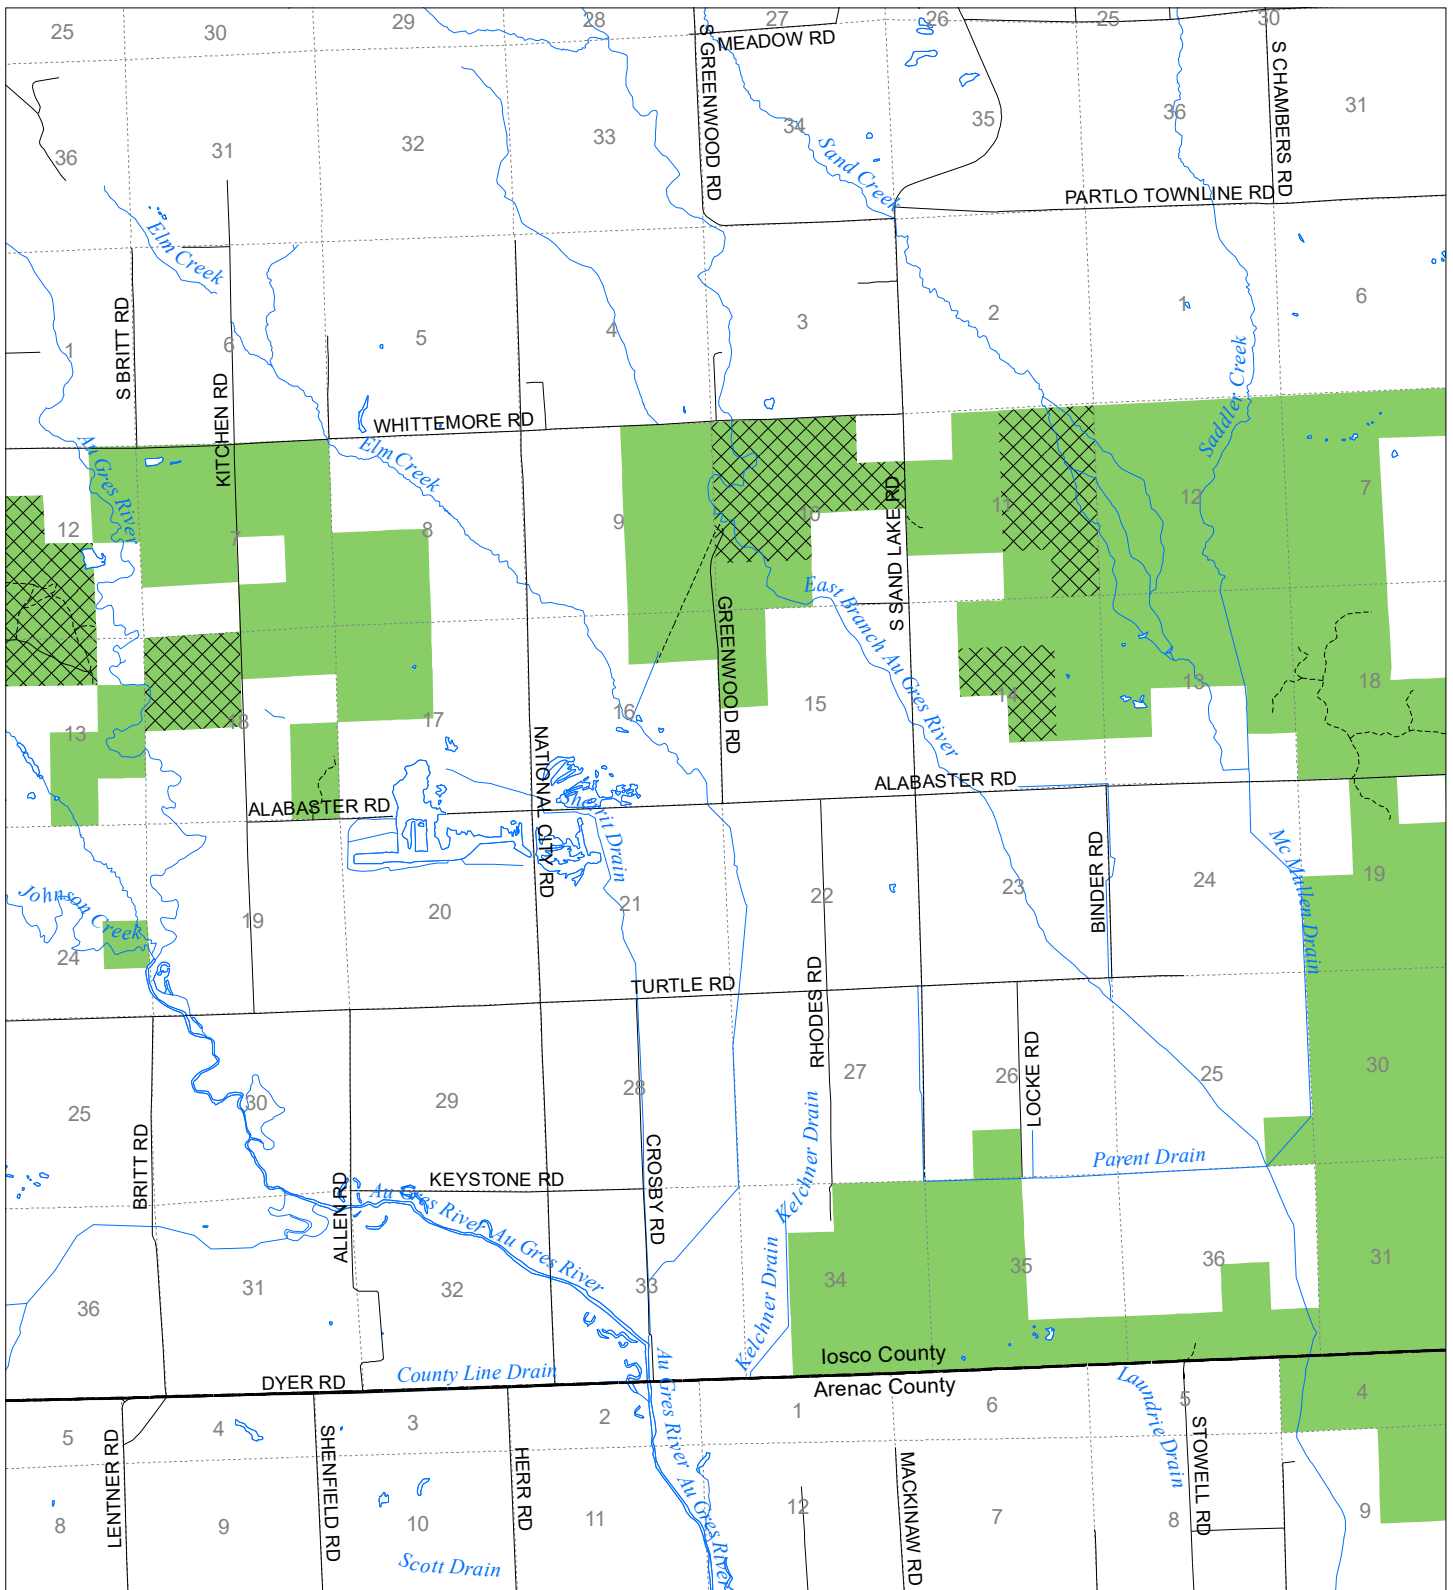 25
30
29
28
27
26
25
30
MEADOW RD
S GREENWOOD RD
S CHAMBERS RD
36
31
32
33
34
35
36
31
Sand Creek
PARTLO TOWNLINE RD
Elm Creek
S BRITT RD
1
6
5
4
3
2
1
6
KITCHEN RD
WHITTEMORE RD
Saddler Creek
Elm Creek
Au Gres River
12
7
8
9
10
11
12
7
S SAND LAKE RD
East Branch Au Gres River
GREENWOOD RD
13
18
17
16
15
14
13
18
NATIONAL CITY RD
ALABASTER RD
ALABASTER RD
Sherrit Drain
BINDER RD
Mc Mullen Drain
Johnson Creek
24
19
20
21
22
23
24
19
TURTLE RD
RHODES RD
LOCKE RD
25
30
29
28
27
26
25
30
BRITT RD
ALLEN RD
KEYSTONE RD
CROSBY RD
Kelchner Drain
Parent Drain
Au Gres River
Au Gres River
36
31
32
33
34
35
36
31
Kelchner Drain
Iosco County
DYER RD
County Line Drain
Arenac County
Au Gres River
Laundrie Drain
5
4
3
2
1
6
5
4
LENTNER RD
SHENFIELD RD
HERR RD
Au Gres River
MACKINAW RD
STOWELL RD
8
9
10
11
12
7
8
9
Scott Drain